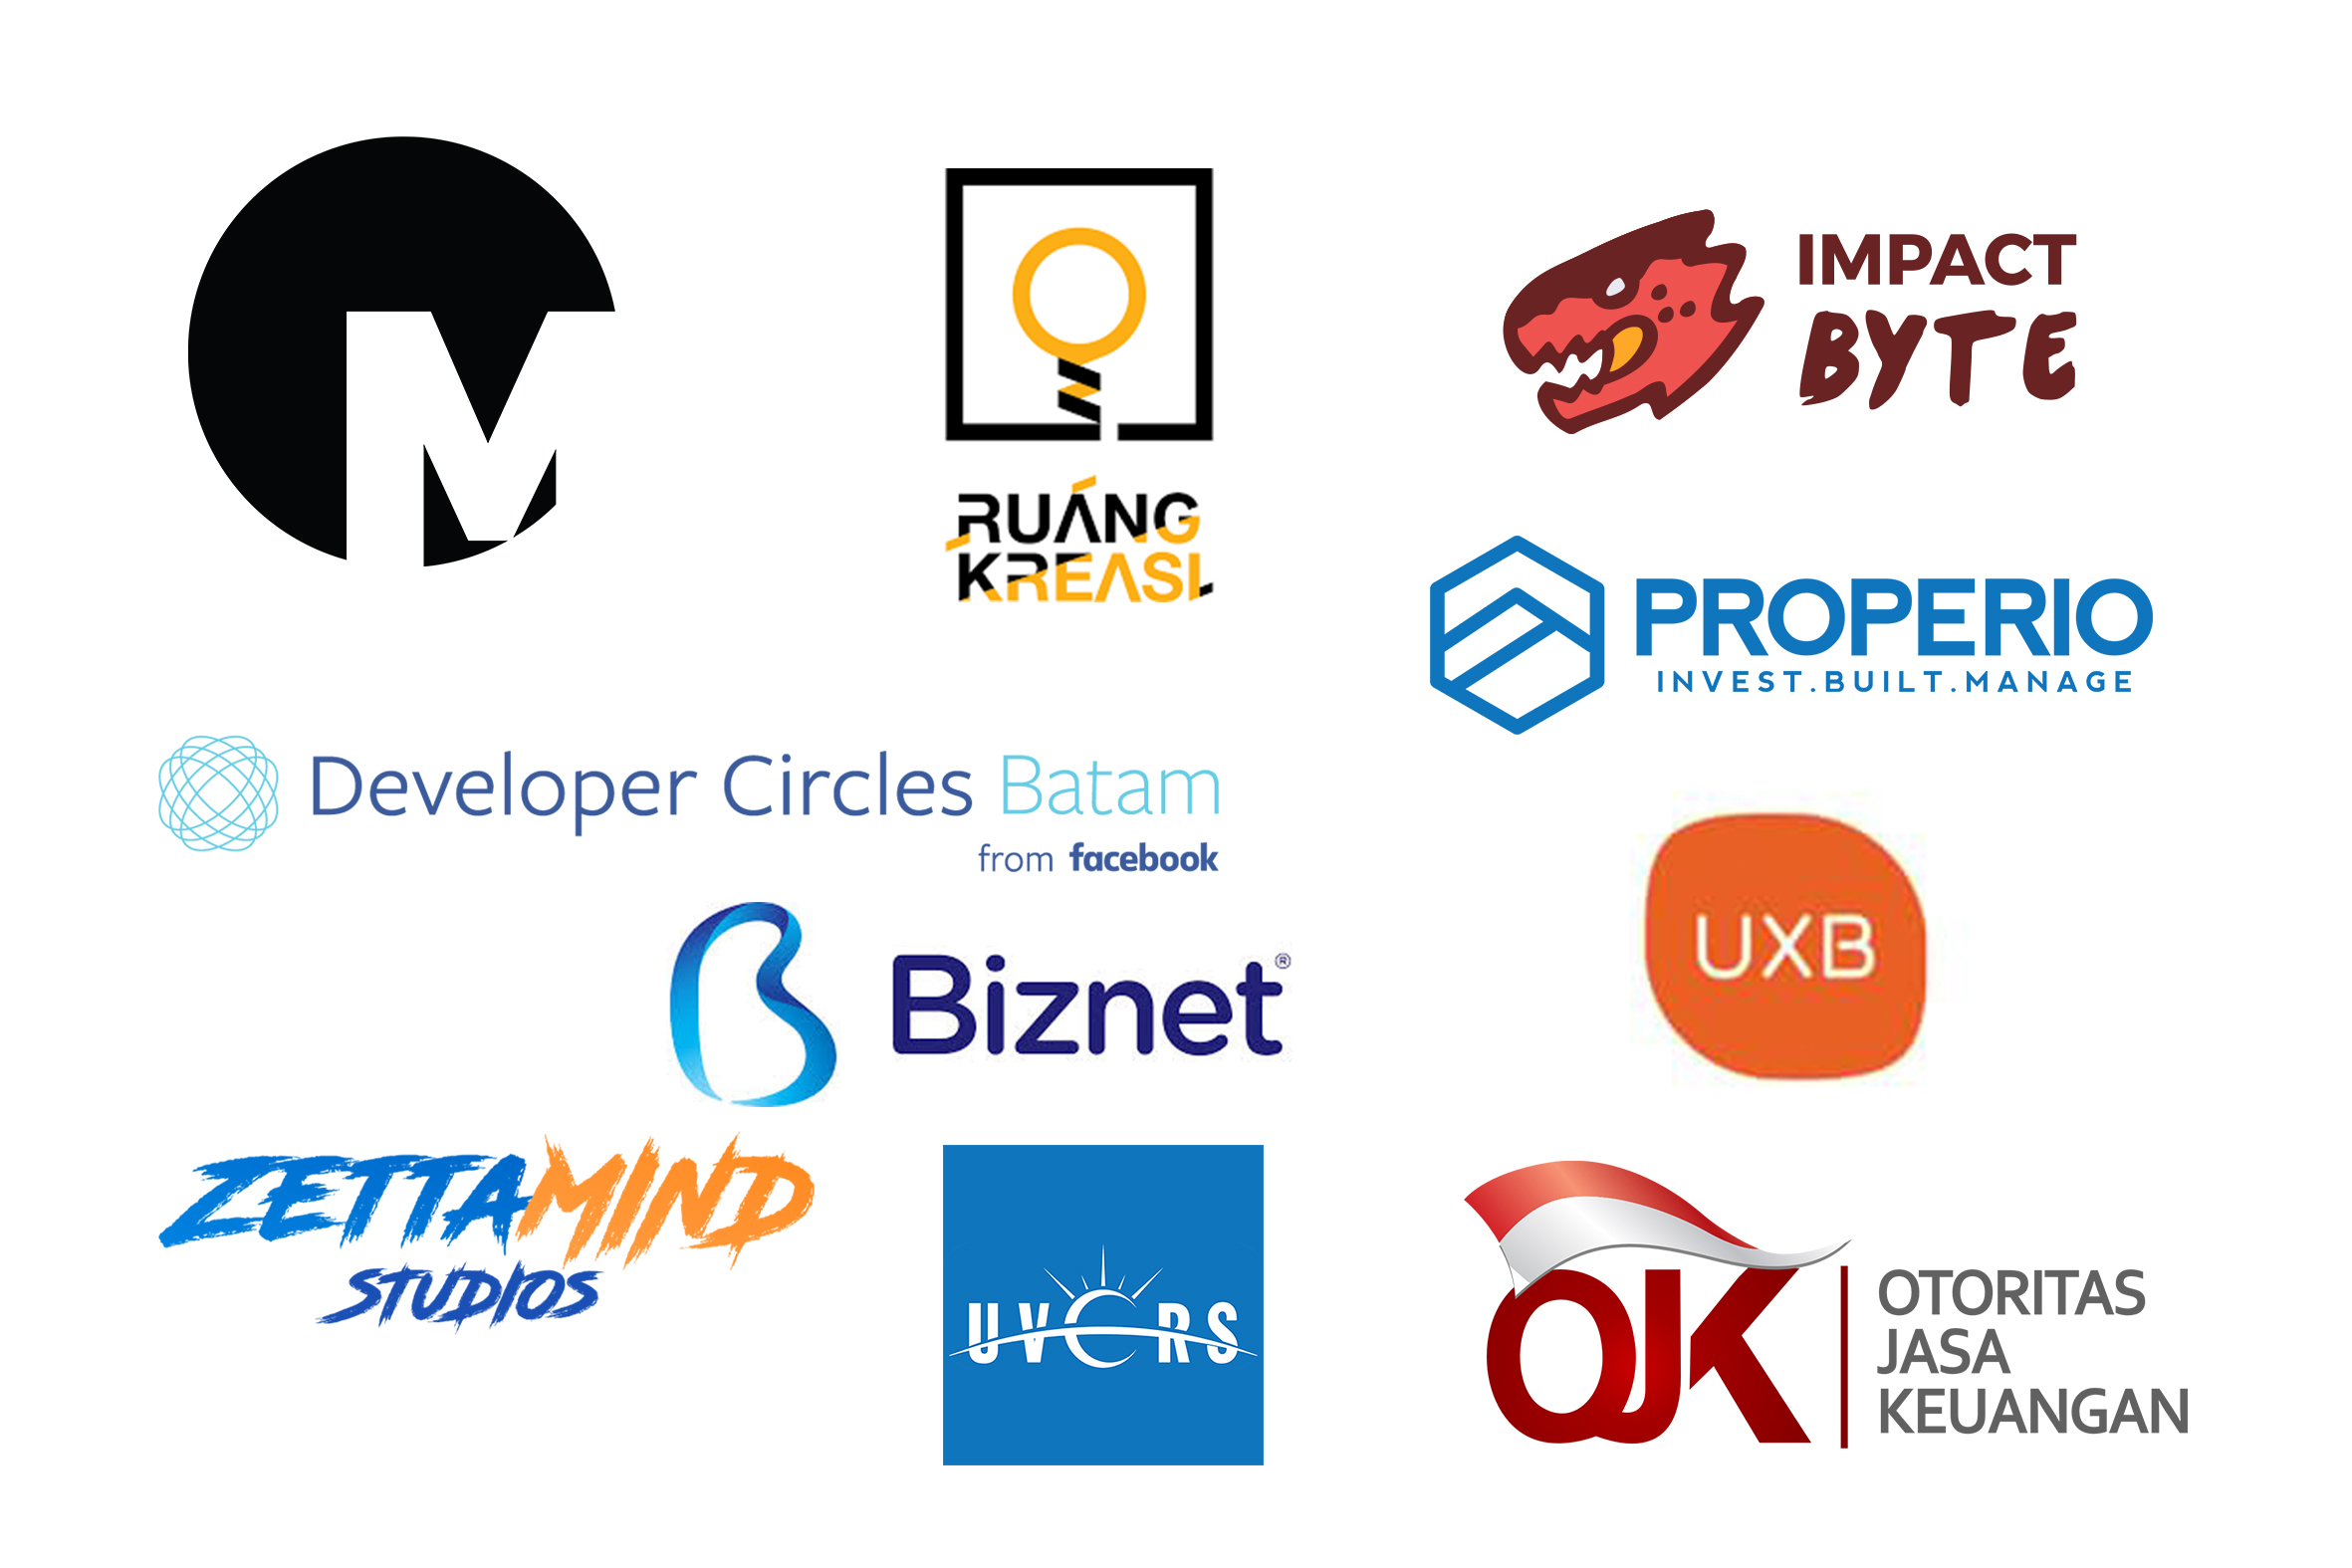 M
RUANG
KREASI
IMPACT
BYTE
PROPERIO
INVEST.BUILT.MANAGE
Developer Circles Batam
from facebook
Biznet®
UXB
ZETTAMIND
STUDIOS
UVERS
OJK
OTORITAS
JASA
KEUANGAN